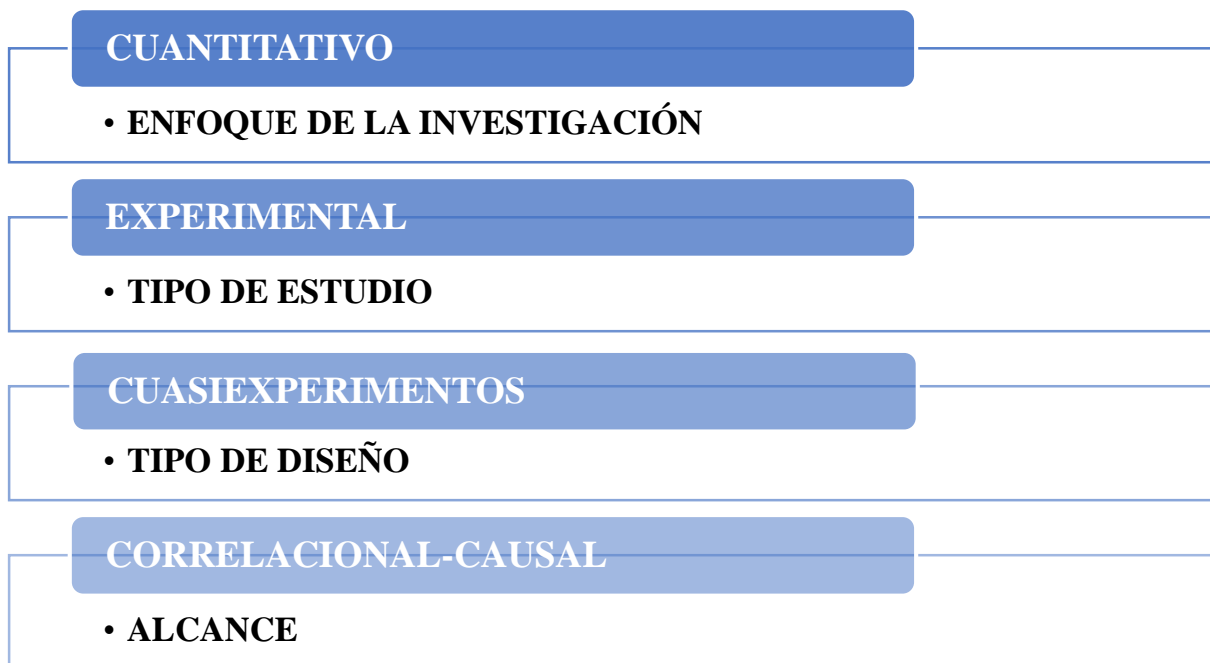 CUANTITATIVO
• ENFOQUE DE LA INVESTIGACIÓN
EXPERIMENTAL
• TIPO DE ESTUDIO
CUASIEXPERIMENTOS
• TIPO DE DISEÑO
CORRELACIONAL-CAUSAL
• ALCANCE